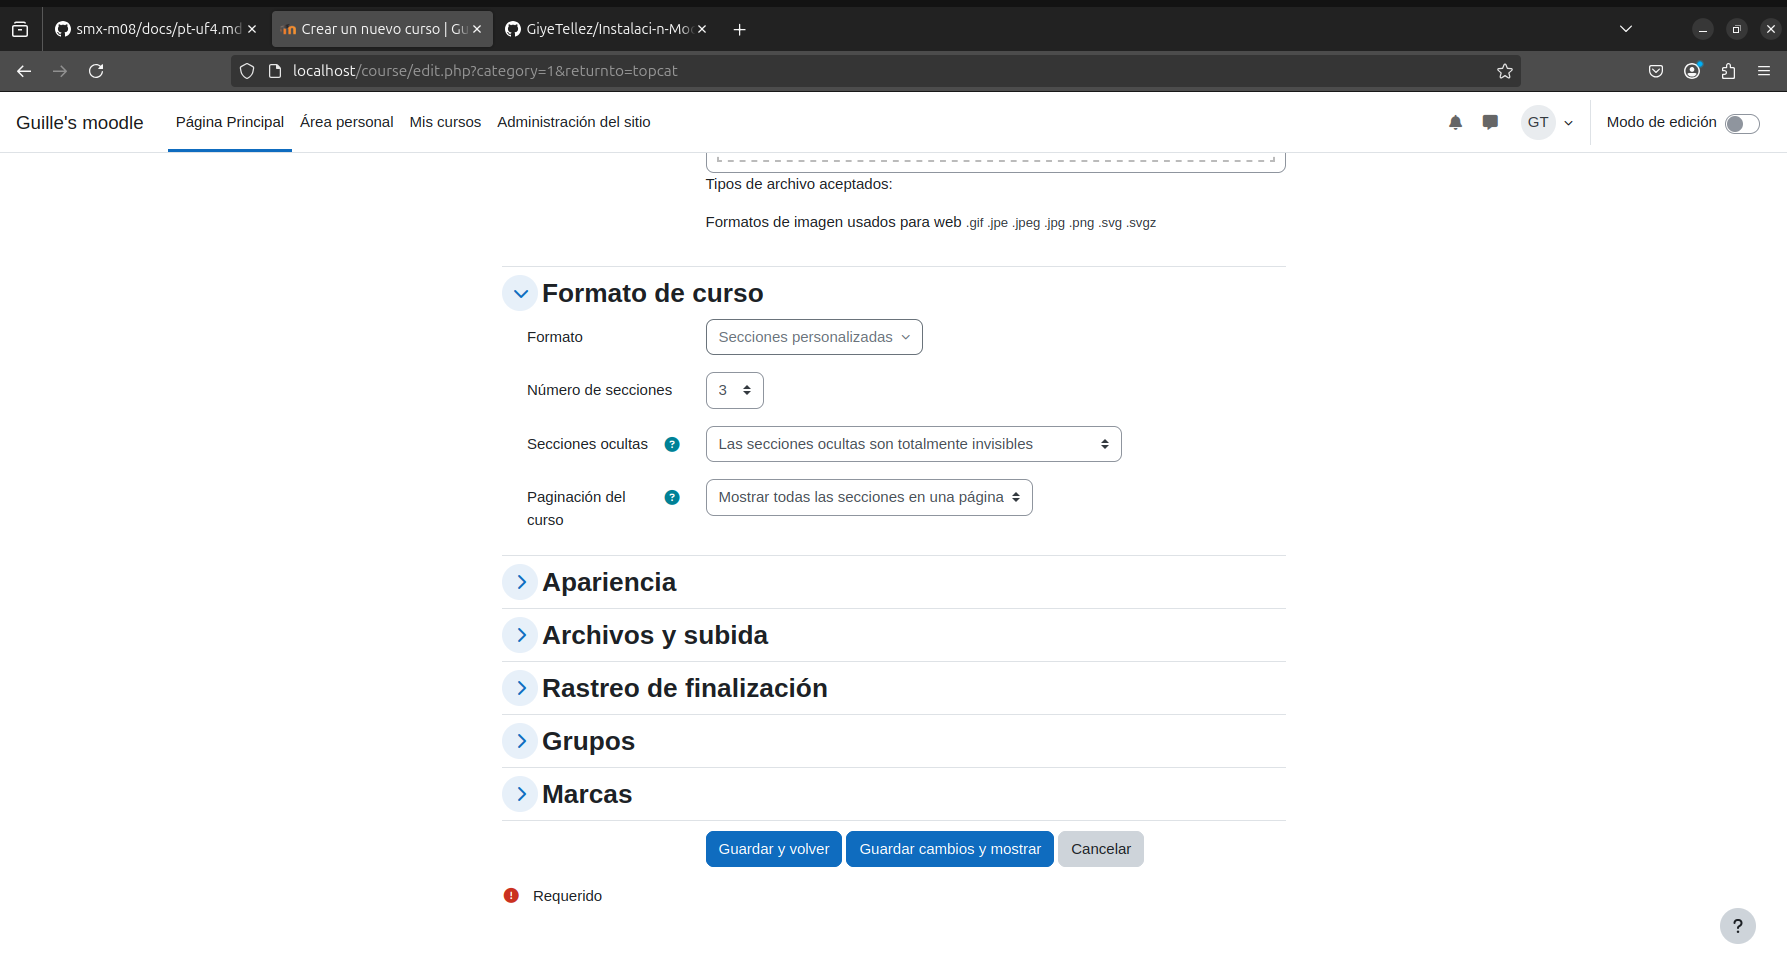 smx-m08/docs/pt-uf4.md
Crear un nuevo curso | Gu
GiyeTellez/Instalaci-n-Moo
localhost/course/edit.php?category=1&returnto=topcat
Guille's moodle
Página Principal
Área personal
Mis cursos
Administración del sitio
GT
Modo de edición
Tipos de archivo aceptados:
Formatos de imagen usados para web .gif .jpe .jpeg .jpg .png .svg .svgz
Formato de curso
Formato
Secciones personalizadas
Número de secciones
3
Secciones ocultas
?
Las secciones ocultas son totalmente invisibles
Paginación del
curso
?
Mostrar todas las secciones en una página
Apariencia
Archivos y subida
Rastreo de finalización
Grupos
Marcas
Guardar y volver
Guardar cambios y mostrar
Cancelar
! Requerido
?